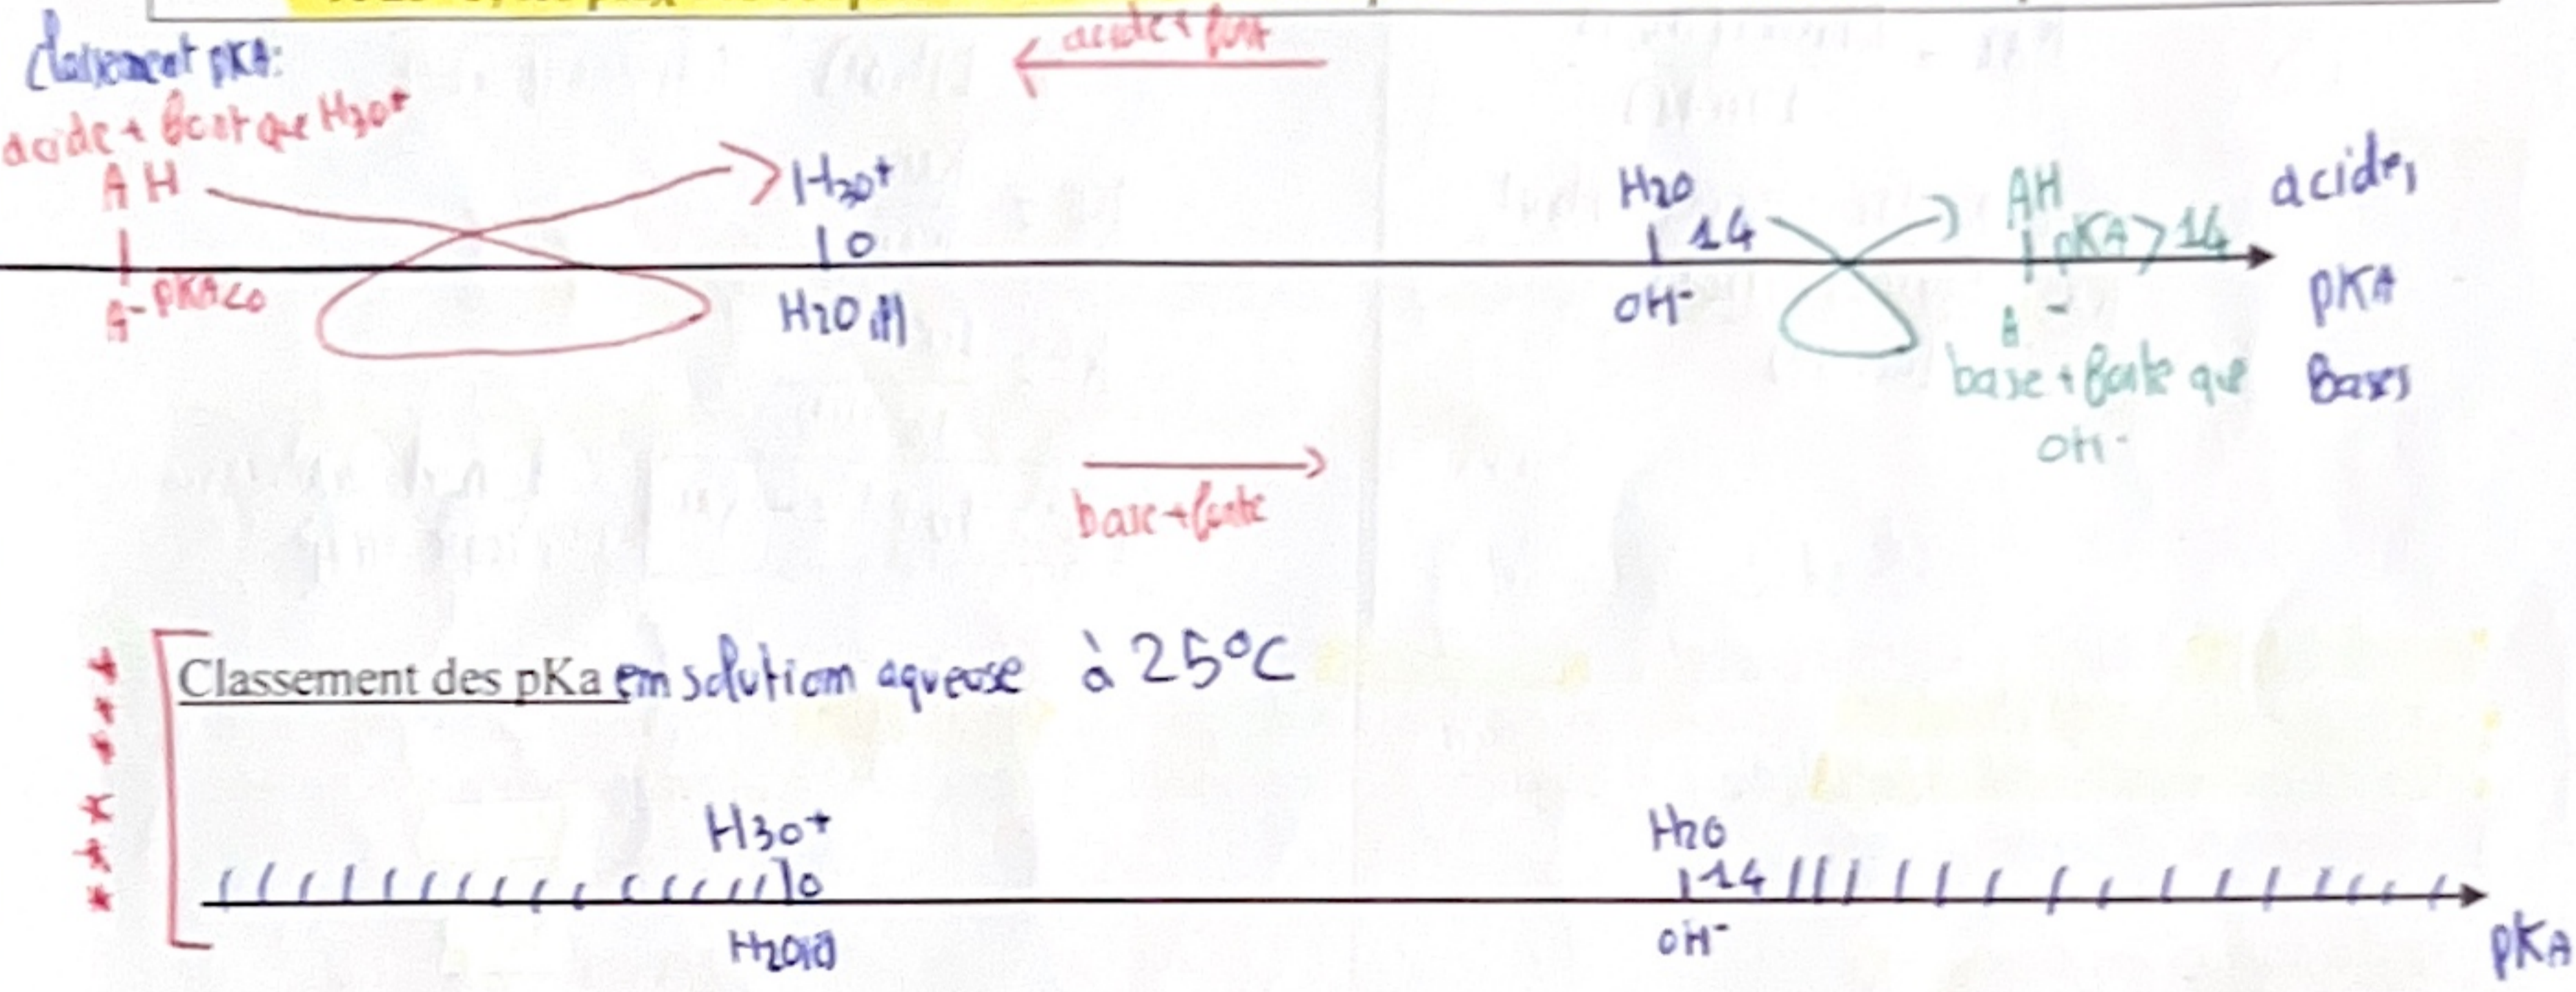 Classement pKA:
acide + fort
acide + fort que H3O+
AH
H3O+
H2O
AH
acides
0
14
pKA > 14
A- pKA<0
H2O(l)
OH-
A-
pKA
base + forte que
OH-
Bases
base + forte
Classement des pKa em solution aqueuse à 25°C
H3O+
H2O
0
14
H2O(l)
OH-
pKA